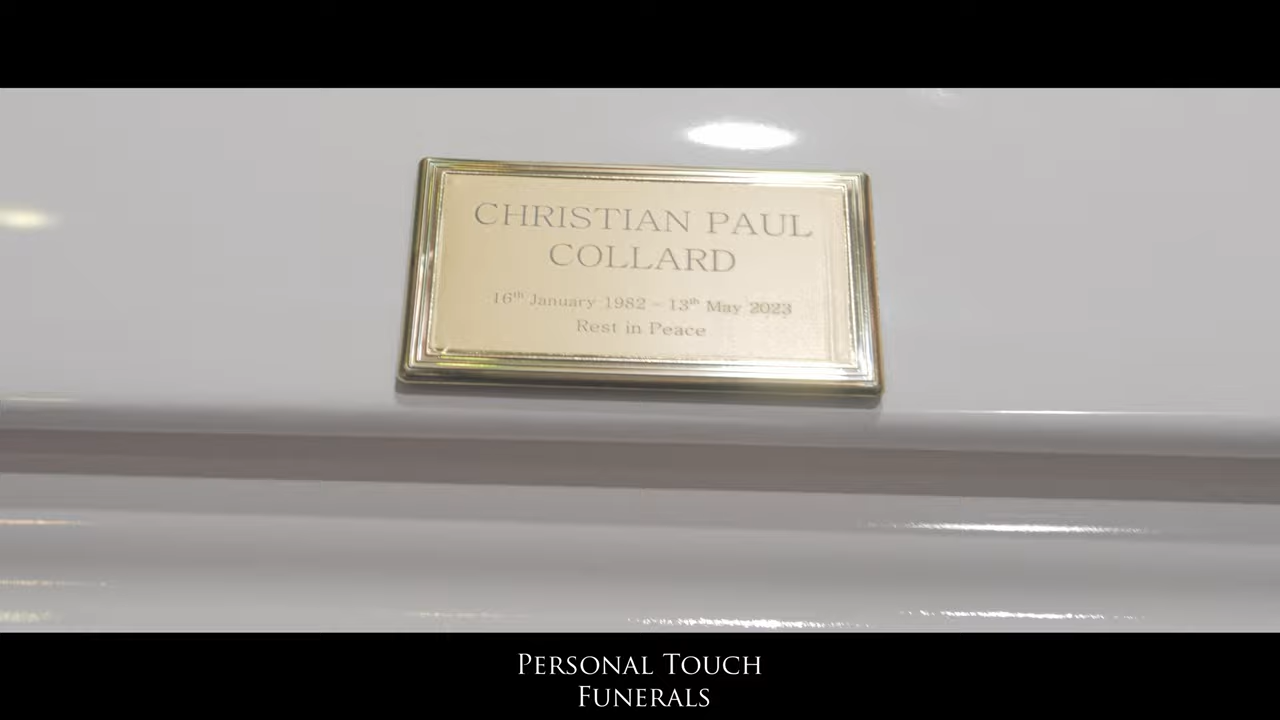 CHRISTIAN PAUL
COLLARD
16th January 1982 - 13th May 2023
Rest in Peace
PERSONAL TOUCH
FUNERALS